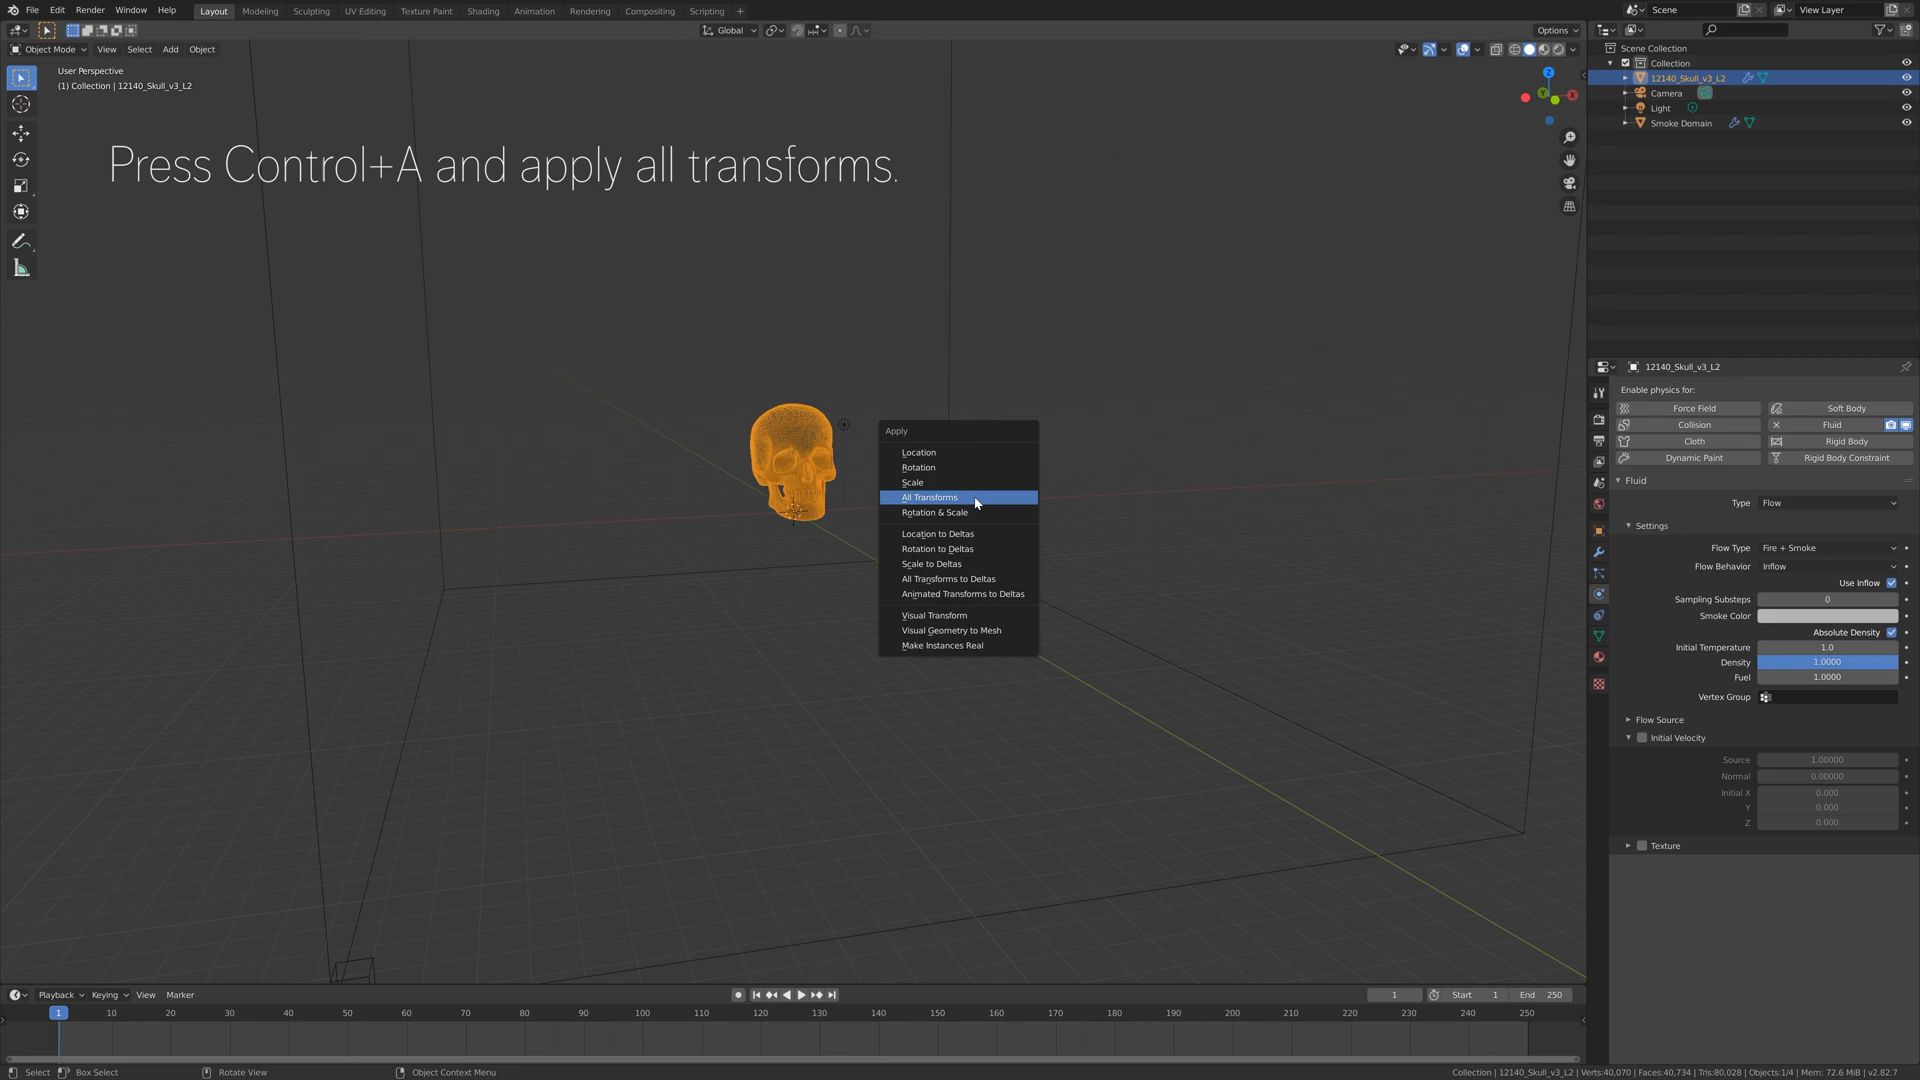 File Edit Render Window Help Layout Modeling Sculpting UV Editing Texture Paint Shading Animation Rendering Compositing Scripting + Scene View Layer
Global Options
Object Mode View Select Add Object
User Perspective
(1) Collection | 12140_Skull_v3_L2
Press Control+A and apply all transforms.
Z
Y
X
Apply
Location
Rotation
Scale
All Transforms
Rotation & Scale
Location to Deltas
Rotation to Deltas
Scale to Deltas
All Transforms to Deltas
Animated Transforms to Deltas
Visual Transform
Visual Geometry to Mesh
Make Instances Real
Scene Collection
Collection
12140_Skull_v3_L2
Camera
Light
Smoke Domain
12140_Skull_v3_L2
Enable physics for:
Force Field Soft Body
Collision Fluid
Cloth Rigid Body
Dynamic Paint Rigid Body Constraint
Fluid
Type Flow
Settings
Flow Type Fire + Smoke
Flow Behavior Inflow
Use Inflow
Sampling Substeps 0
Smoke Color
Absolute Density
Initial Temperature 1.0
Density 1.0000
Fuel 1.0000
Vertex Group
Flow Source
Initial Velocity
Source 1.00000
Normal 0.00000
Initial X 0.000
Y 0.000
Z 0.000
Texture
Playback Keying View Marker 1 Start 1 End 250
1 10 20 30 40 50 60 70 80 90 100 110 120 130 140 150 160 170 180 190 200 210 220 230 240 250
Select Box Select Rotate View Object Context Menu Collection | 12140_Skull_v3_L2 | Verts:40,070 | Faces:40,734 | Tris:80,028 | Objects:1/4 | Mem: 72.6 MiB | v2.82.7